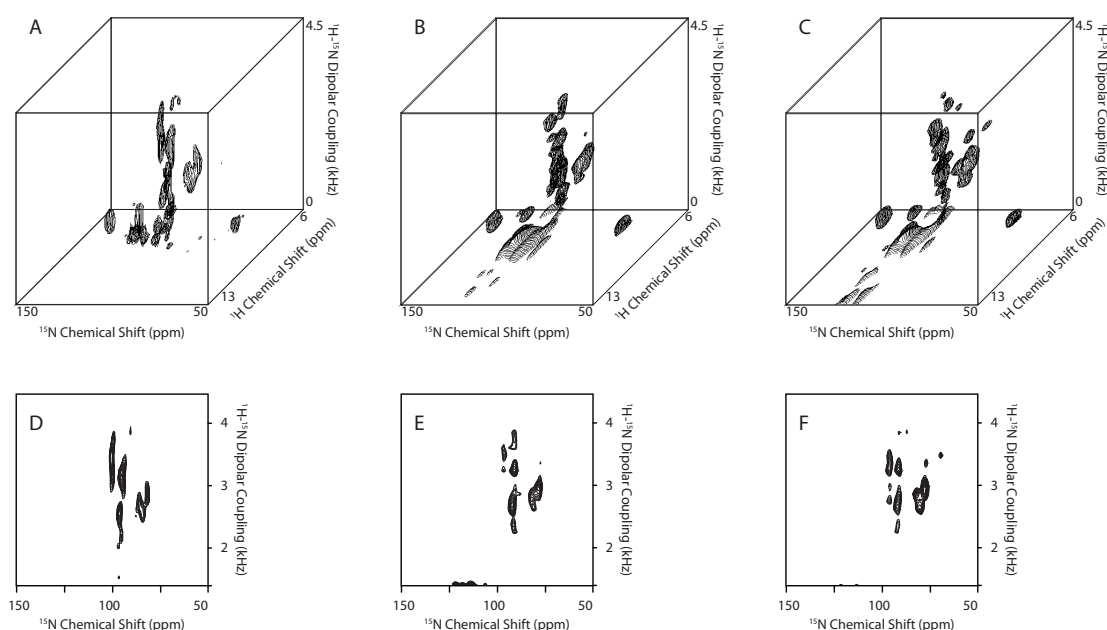 A
4.5
¹H-¹⁵N Dipolar Coupling (kHz)
0
6
¹H Chemical Shift (ppm)
13
150
50
¹⁵N Chemical Shift (ppm)
B
4.5
¹H-¹⁵N Dipolar Coupling (kHz)
0
6
¹H Chemical Shift (ppm)
13
150
50
¹⁵N Chemical Shift (ppm)
C
4.5
¹H-¹⁵N Dipolar Coupling (kHz)
0
6
¹H Chemical Shift (ppm)
13
150
50
¹⁵N Chemical Shift (ppm)
D
4
3
2
¹H-¹⁵N Dipolar Coupling (kHz)
150
100
50
¹⁵N Chemical Shift (ppm)
E
4
3
2
¹H-¹⁵N Dipolar Coupling (kHz)
150
100
50
¹⁵N Chemical Shift (ppm)
F
4
3
2
¹H-¹⁵N Dipolar Coupling (kHz)
150
100
50
¹⁵N Chemical Shift (ppm)